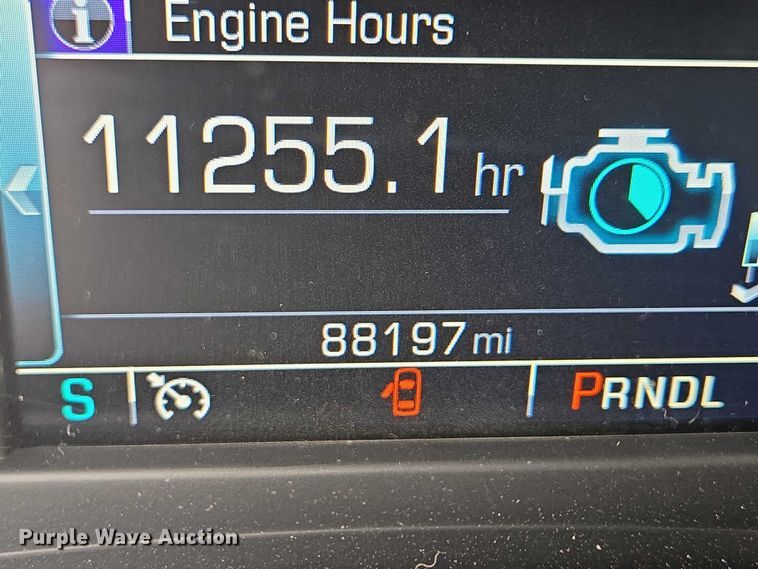 i Engine Hours
11255.1 hr
88197 mi
S PRNDL
Purple Wave Auction